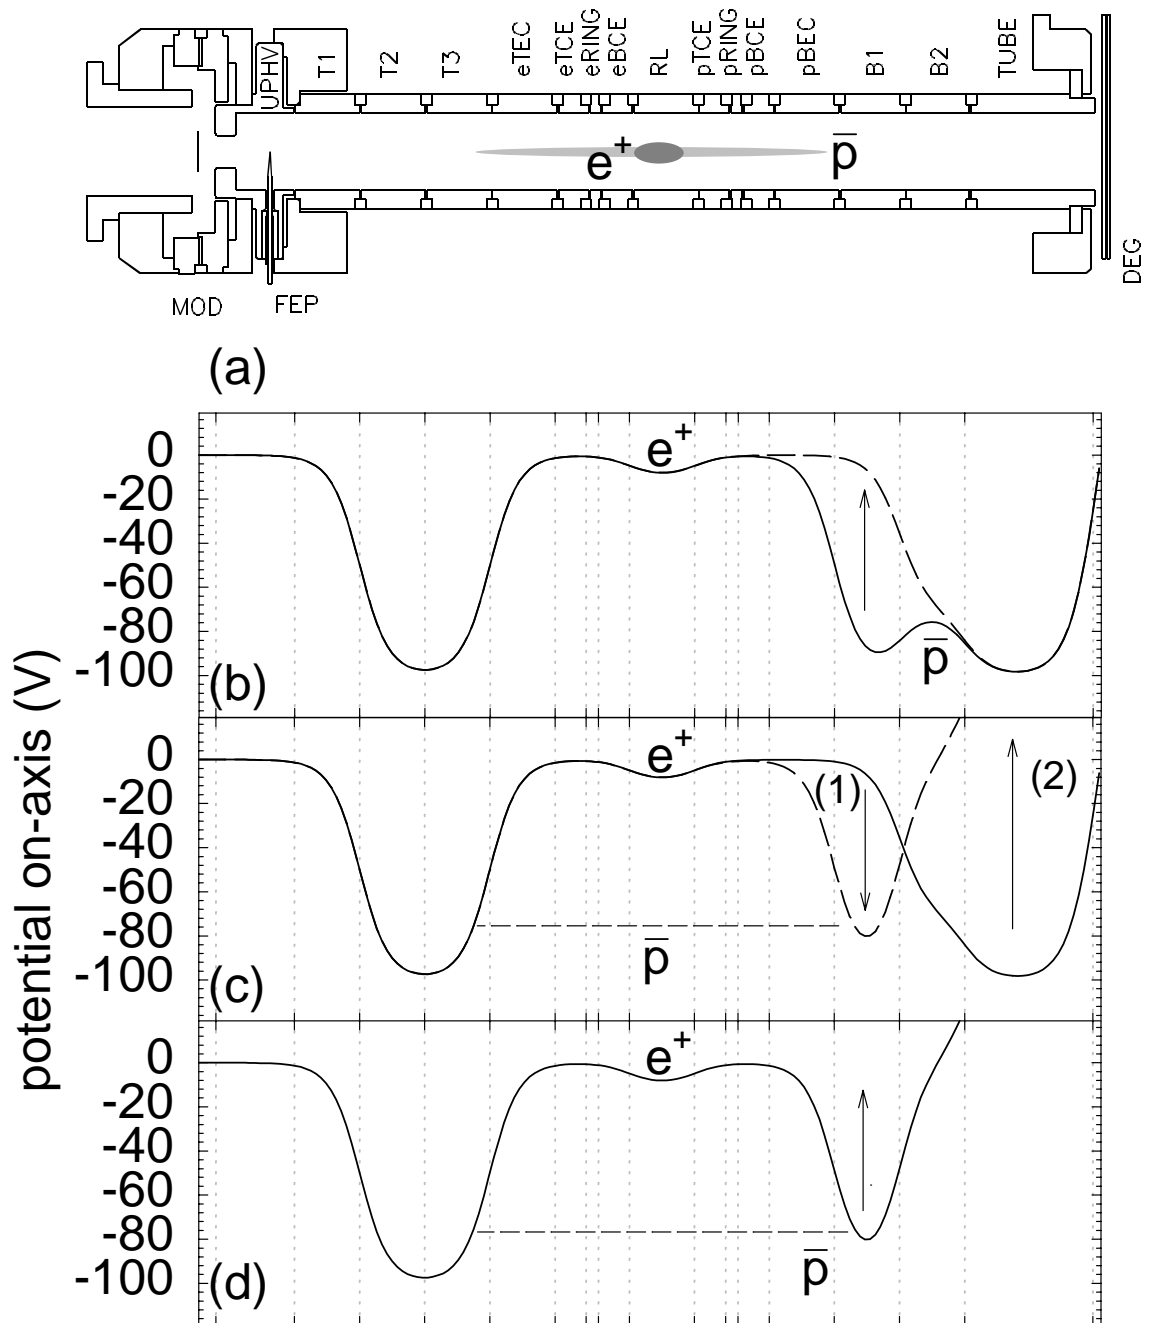 UPHV
T1
T2
T3
eTEC
eTCE
eRING
eBCE
RL
pTCE
pRING
pBCE
pBEC
B1
B2
TUBE
e+
p̅
DEG
MOD
FEP
(a)
potential on-axis (V)
0
-20
-40
-60
-80
-100
e+
p̅
(b)
0
-20
-40
-60
-80
-100
e+
(1)
(2)
p̅
(c)
0
-20
-40
-60
-80
-100
e+
p̅
(d)